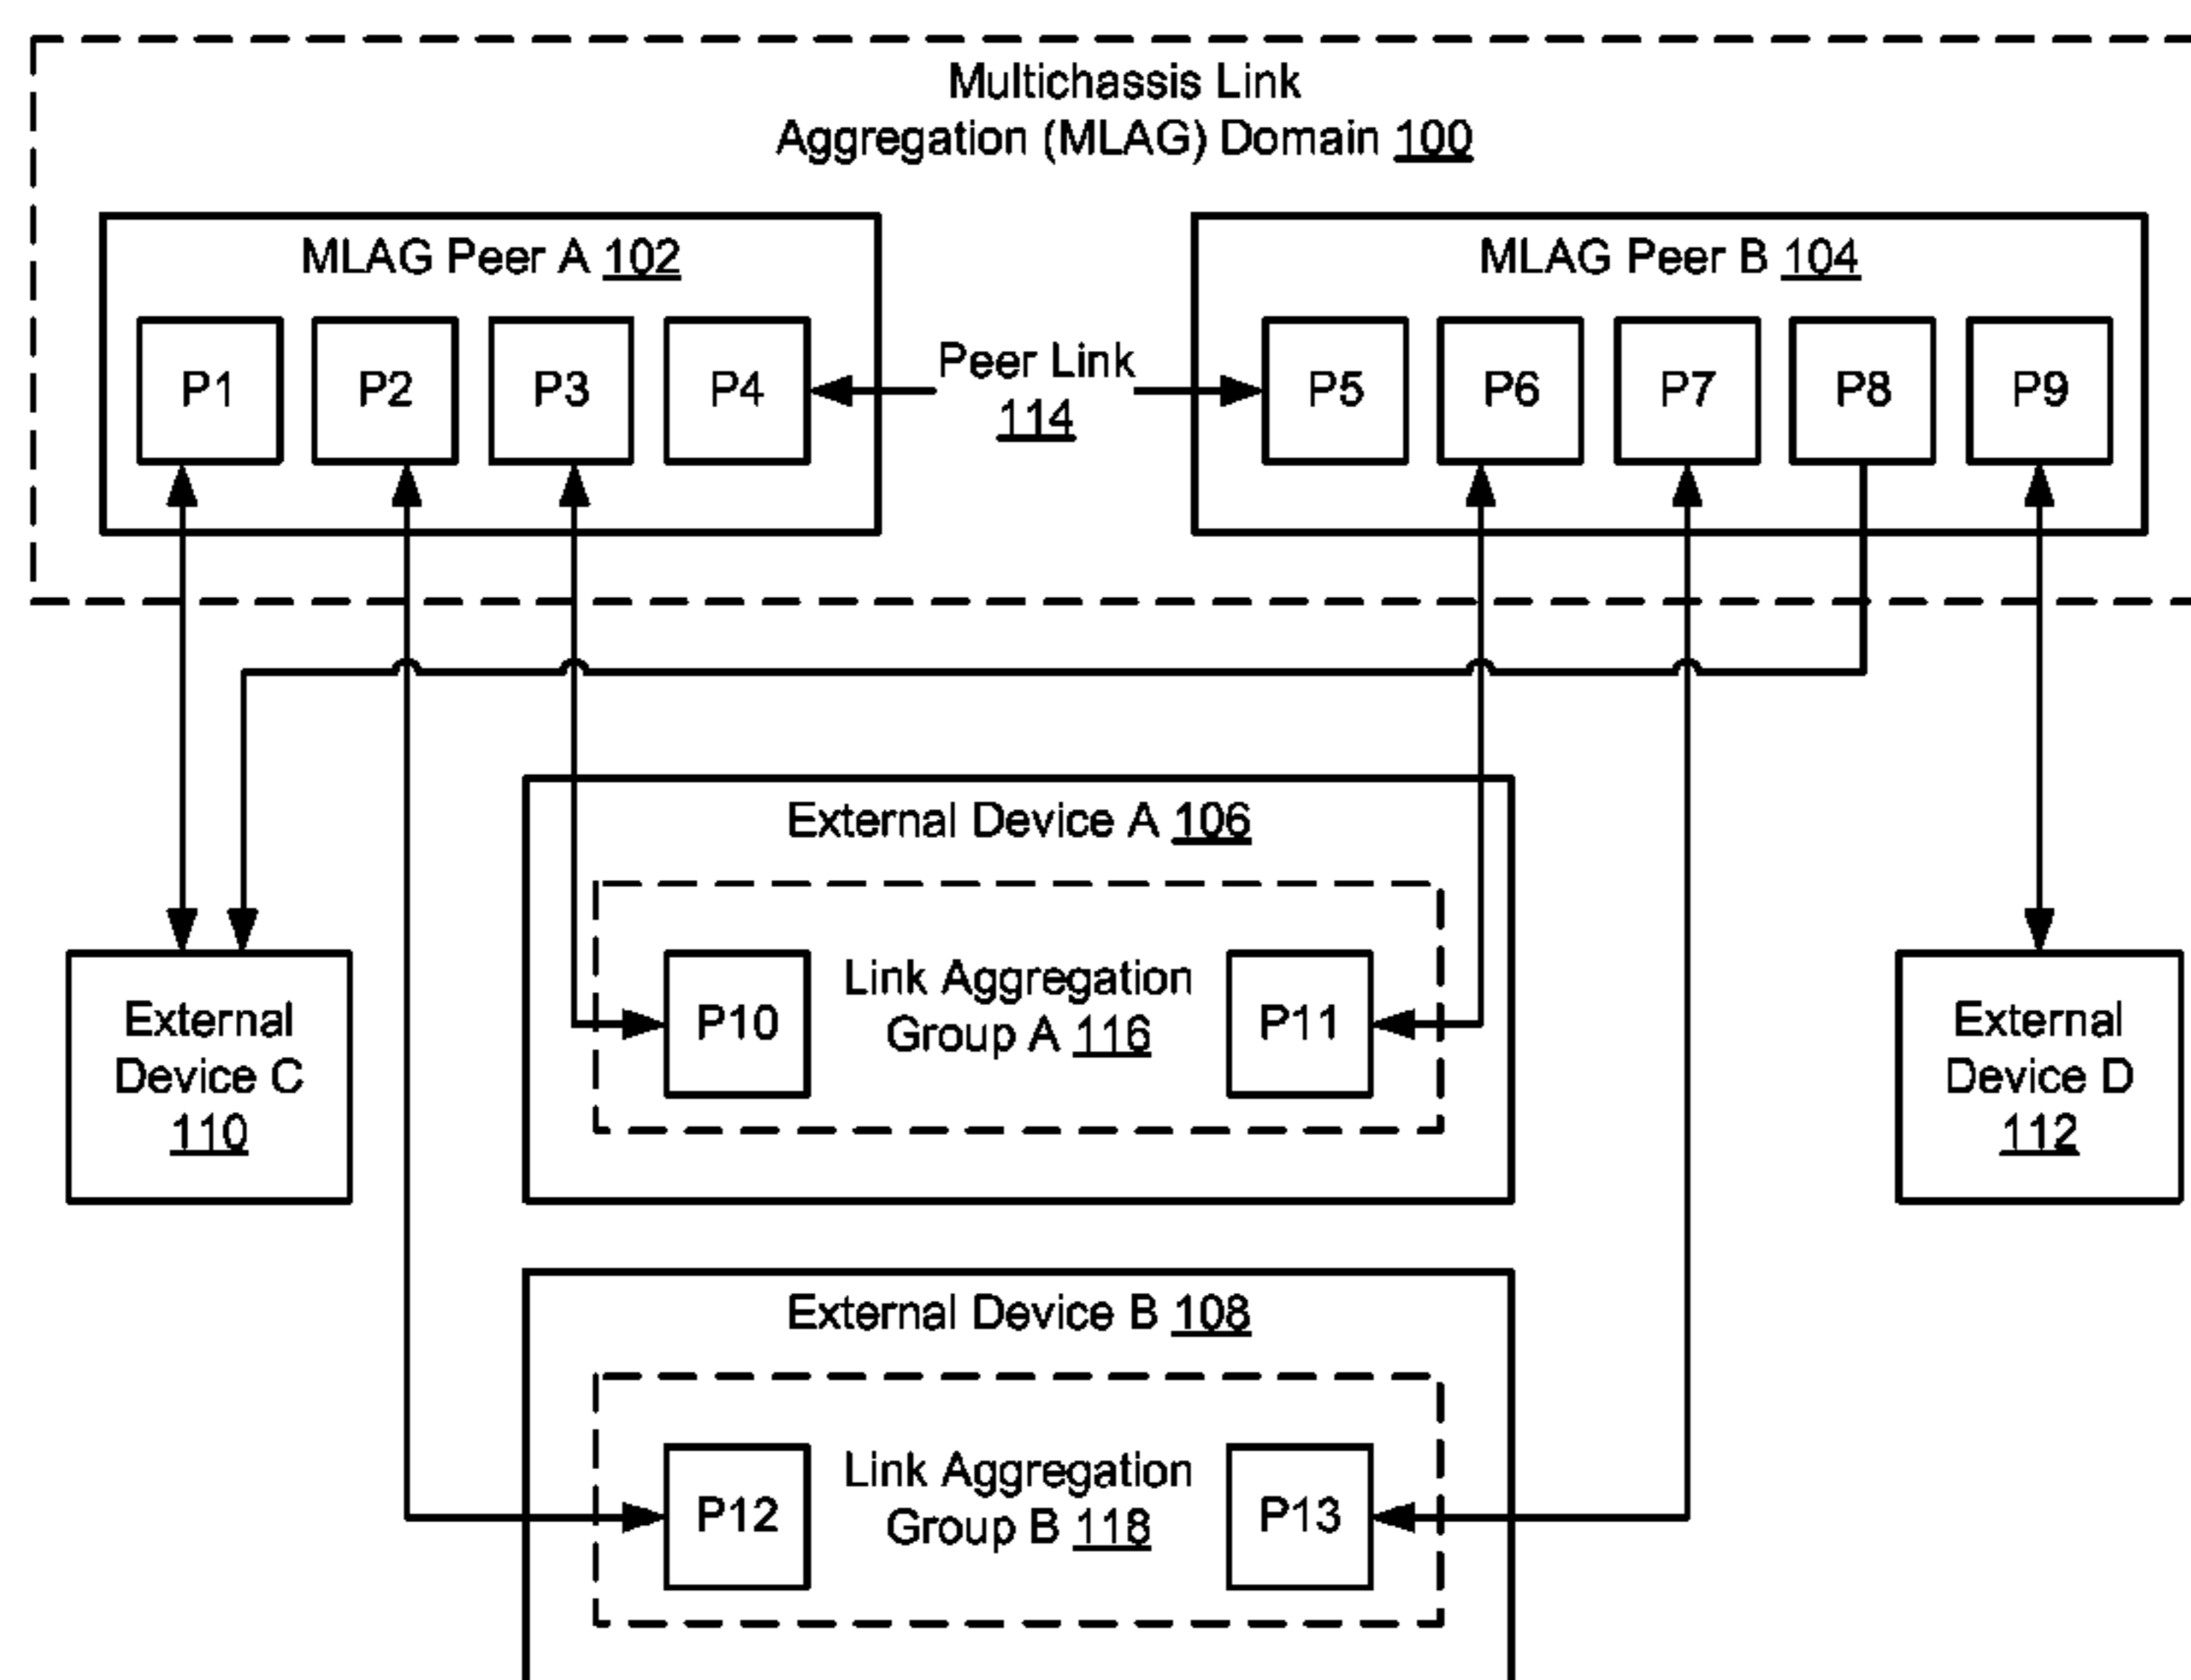 Multichassis Link
Aggregation (MLAG) Domain 100
MLAG Peer A 102
P1
P2
P3
P4
Peer Link
114
MLAG Peer B 104
P5
P6
P7
P8
P9
External Device A 106
P10
Link Aggregation
Group A 116
P11
External
Device C
110
External
Device D
112
External Device B 108
P12
Link Aggregation
Group B 118
P13